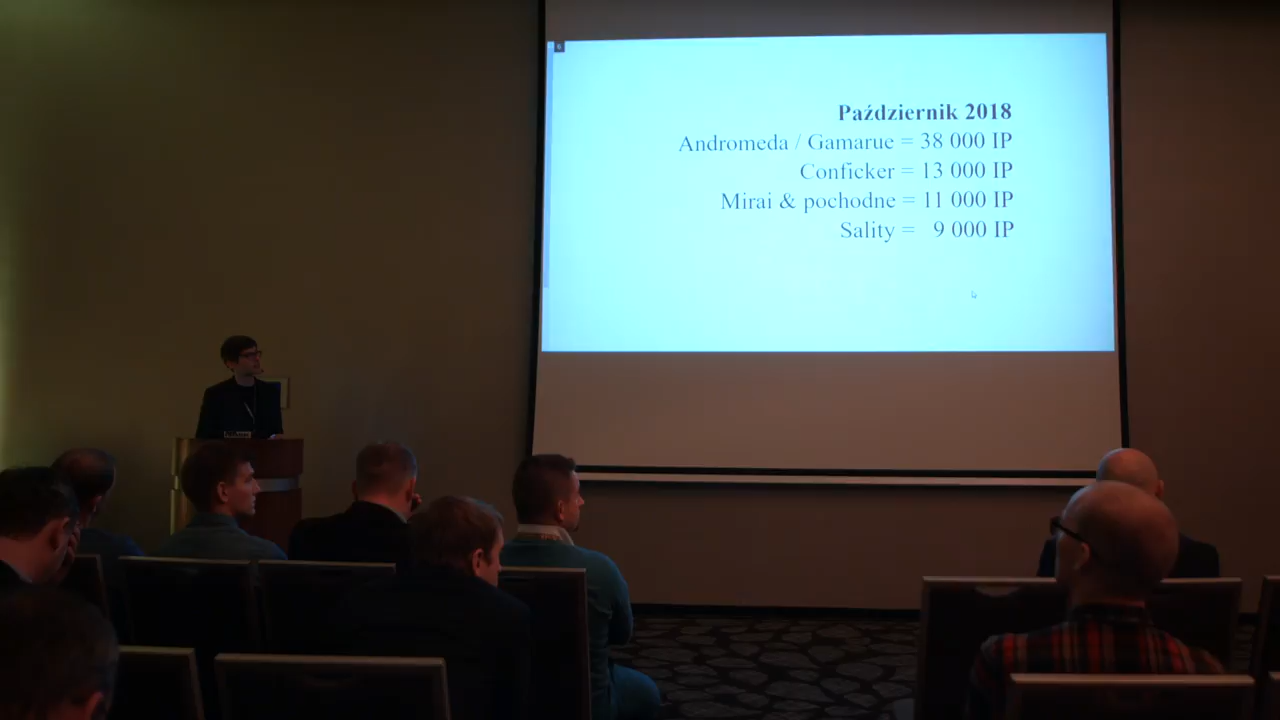 Październik 2018
Andromeda / Gamarue = 38 000 IP
Conficker = 13 000 IP
Mirai & pochodne = 11 000 IP
Sality = 9 000 IP